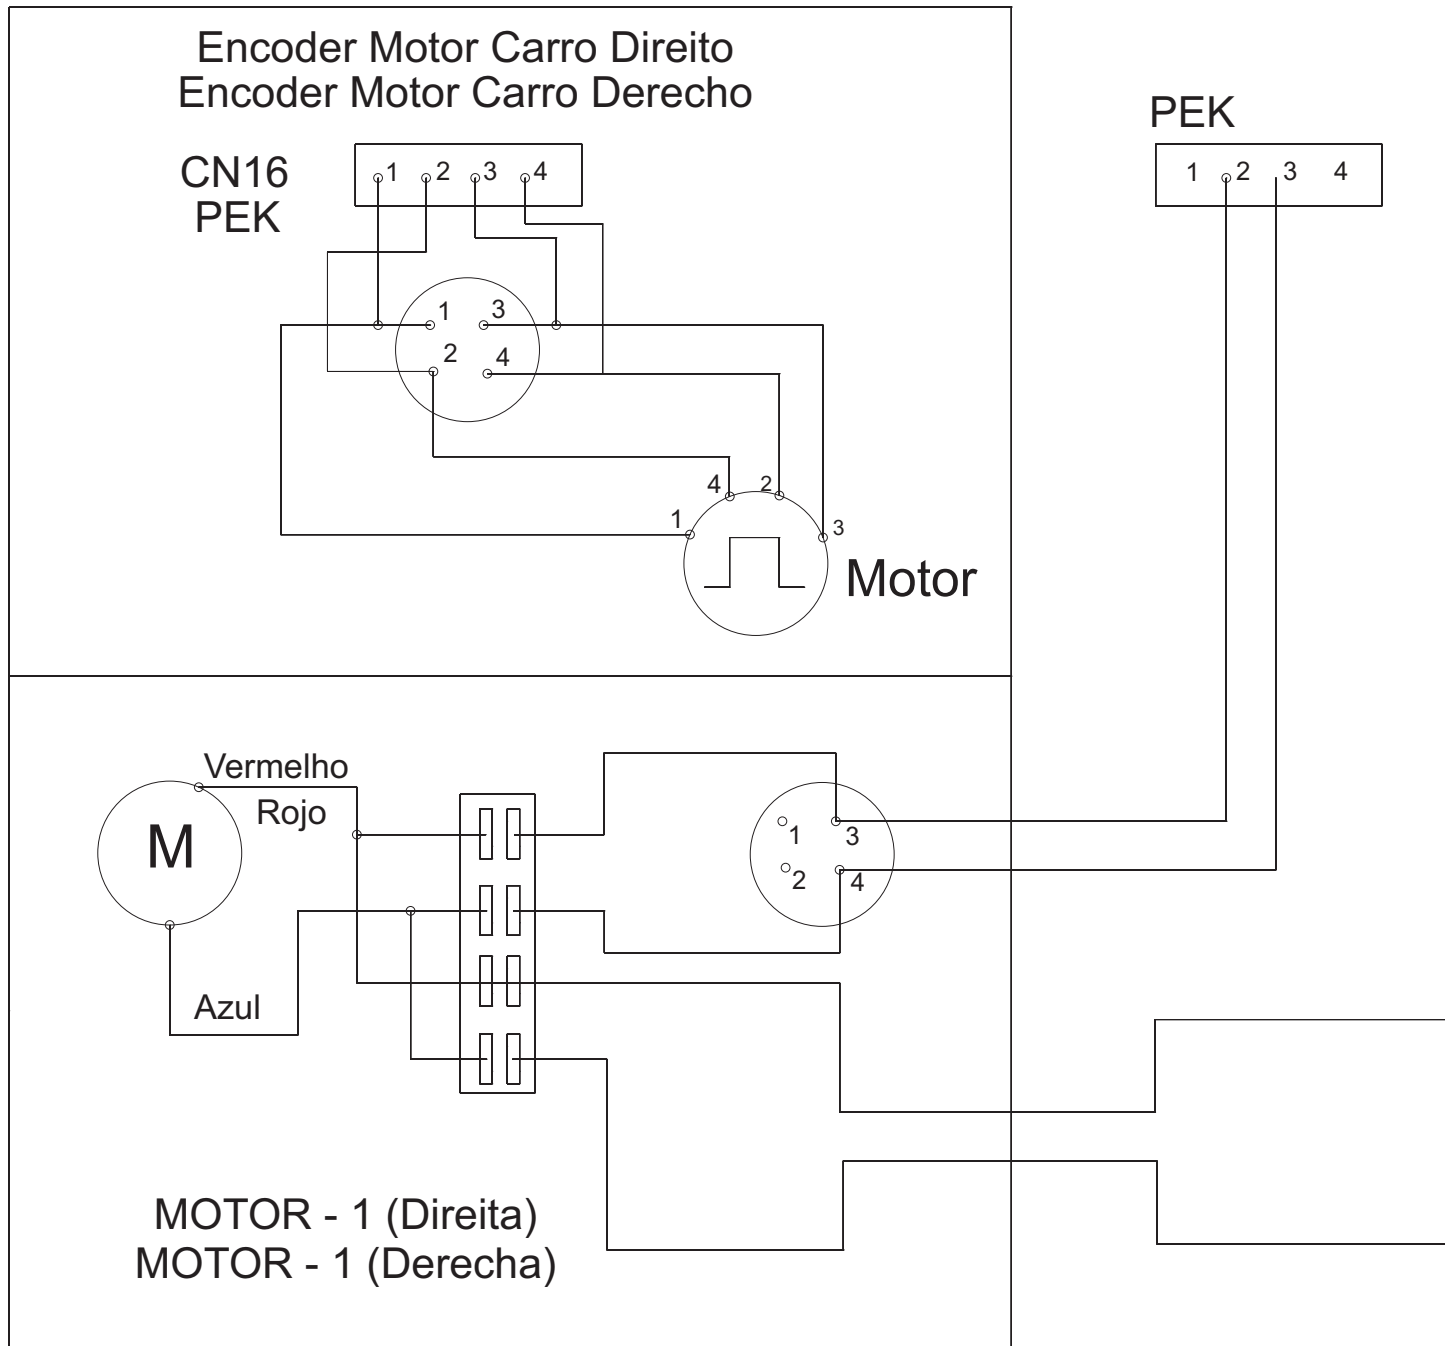 Encoder Motor Carro Direito
Encoder Motor Carro Derecho
PEK
CN16
PEK
1 2 3 4
1 2 3 4
1 3
2 4
4 2
1 3
Motor
Vermelho
Rojo
M
1 3
2 4
Azul
MOTOR - 1 (Direita)
MOTOR - 1 (Derecha)